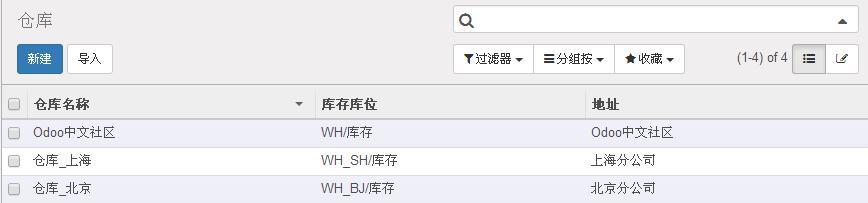 仓库
新建 导入 过滤器 分组按 收藏 (1-4) of 4
仓库名称 库存库位 地址
Odoo中文社区 WH/库存 Odoo中文社区
仓库_上海 WH_SH/库存 上海分公司
仓库_北京 WH_BJ/库存 北京分公司